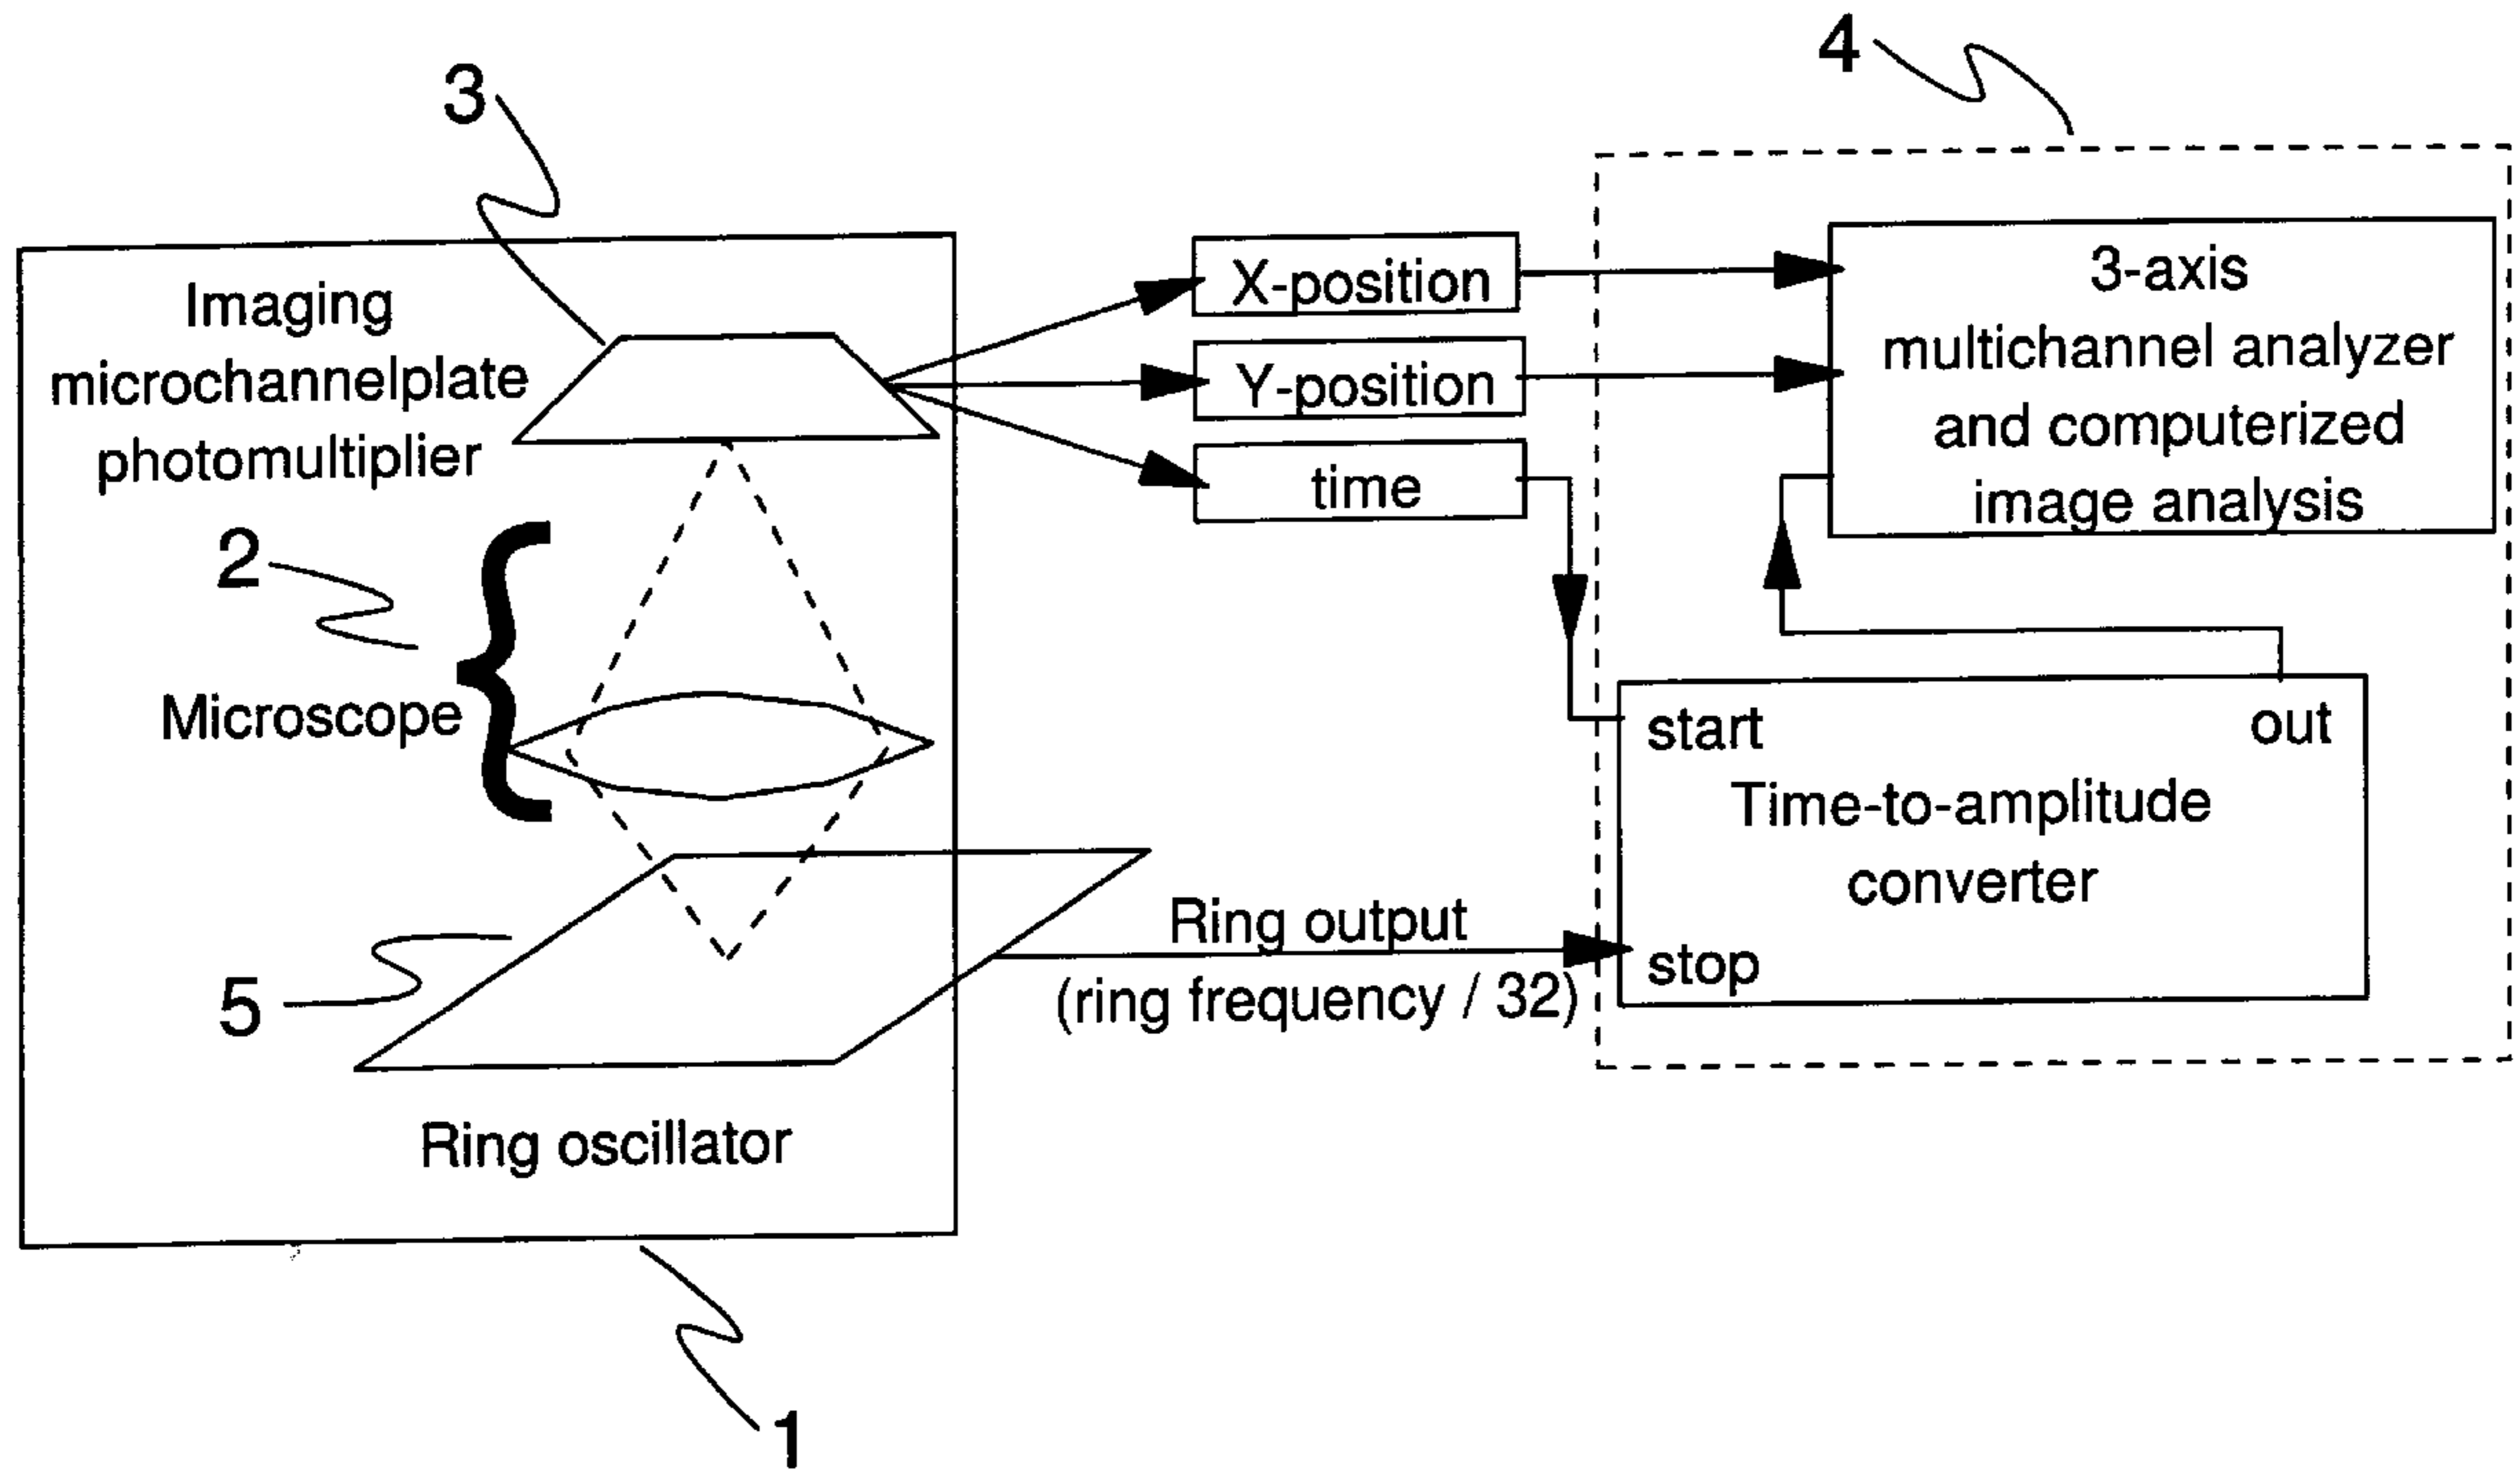 4
3
Imaging
microchannelplate
photomultiplier
X-position
Y-position
time
3-axis
multichannel analyzer
and computerized
image analysis
2
Microscope
start
out
Time-to-amplitude
converter
stop
Ring output
(ring frequency / 32)
5
Ring oscillator
1